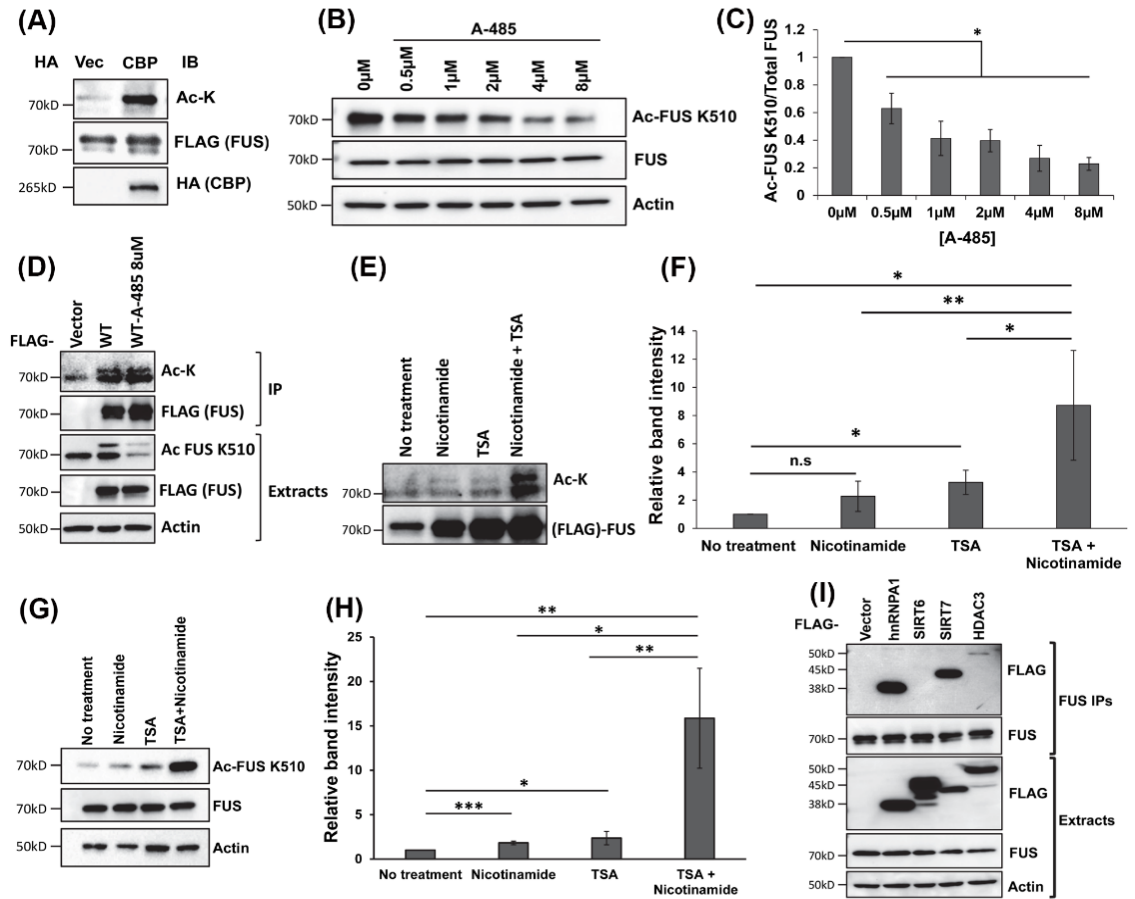 (A)
HA Vec CBP IB
70kD Ac-K
70kD FLAG (FUS)
265kD HA (CBP)
(B)
A-485
0µM 0.5µM 1µM 2µM 4µM 8µM
70kD Ac-FUS K510
70kD FUS
50kD Actin
(C)
Ac-FUS K510/Total FUS
*
1.2
1
0.8
0.6
0.4
0.2
0
0µM 0.5µM 1µM 2µM 4µM 8µM
[A-485]
(D)
FLAG- Vector WT WT-A-485 8uM
70kD Ac-K
70kD FLAG (FUS)
IP
70kD Ac FUS K510
70kD FLAG (FUS)
50kD Actin
Extracts
(E)
No treatment Nicotinamide TSA Nicotinamide + TSA
70kD Ac-K
70kD (FLAG)-FUS
(F)
Relative band intensity
*
**
*
*
n.s
14
12
10
8
6
4
2
0
No treatment Nicotinamide TSA TSA +
Nicotinamide
(G)
No treatment Nicotinamide TSA TSA+Nicotinamide
70kD Ac-FUS K510
70kD FUS
50kD Actin
(H)
Relative band intensity
**
*
**
*
***
25
20
15
10
5
0
No treatment Nicotinamide TSA TSA +
Nicotinamide
(I)
FLAG- Vector hnRNPA1 SIRT6 SIRT7 HDAC3
50kD
45kD FLAG
38kD
70kD FUS
FUS IPs
50kD
45kD FLAG
38kD
70kD FUS
50kD Actin
Extracts